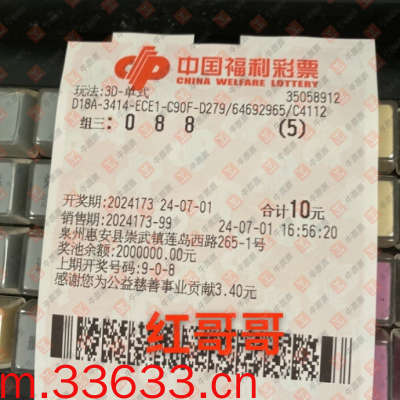 中国福利彩票
CHINA WELFARE LOTTERY
玩法:3D-单式 35058912
D18A-3414-ECE1-C90F-D279/64692965/C4112
组三: 0 8 8 (5)
开奖期:2024173 24-07-01 合计10元
销售期:2024173-99 24-07-01 16:56:20
泉州惠安县崇武镇莲岛西路265-1号
奖池余额:2000000.00元
上期开奖号码:9-0-8
感谢您为公益慈善事业贡献3.40元
红哥哥
m.33633.cn